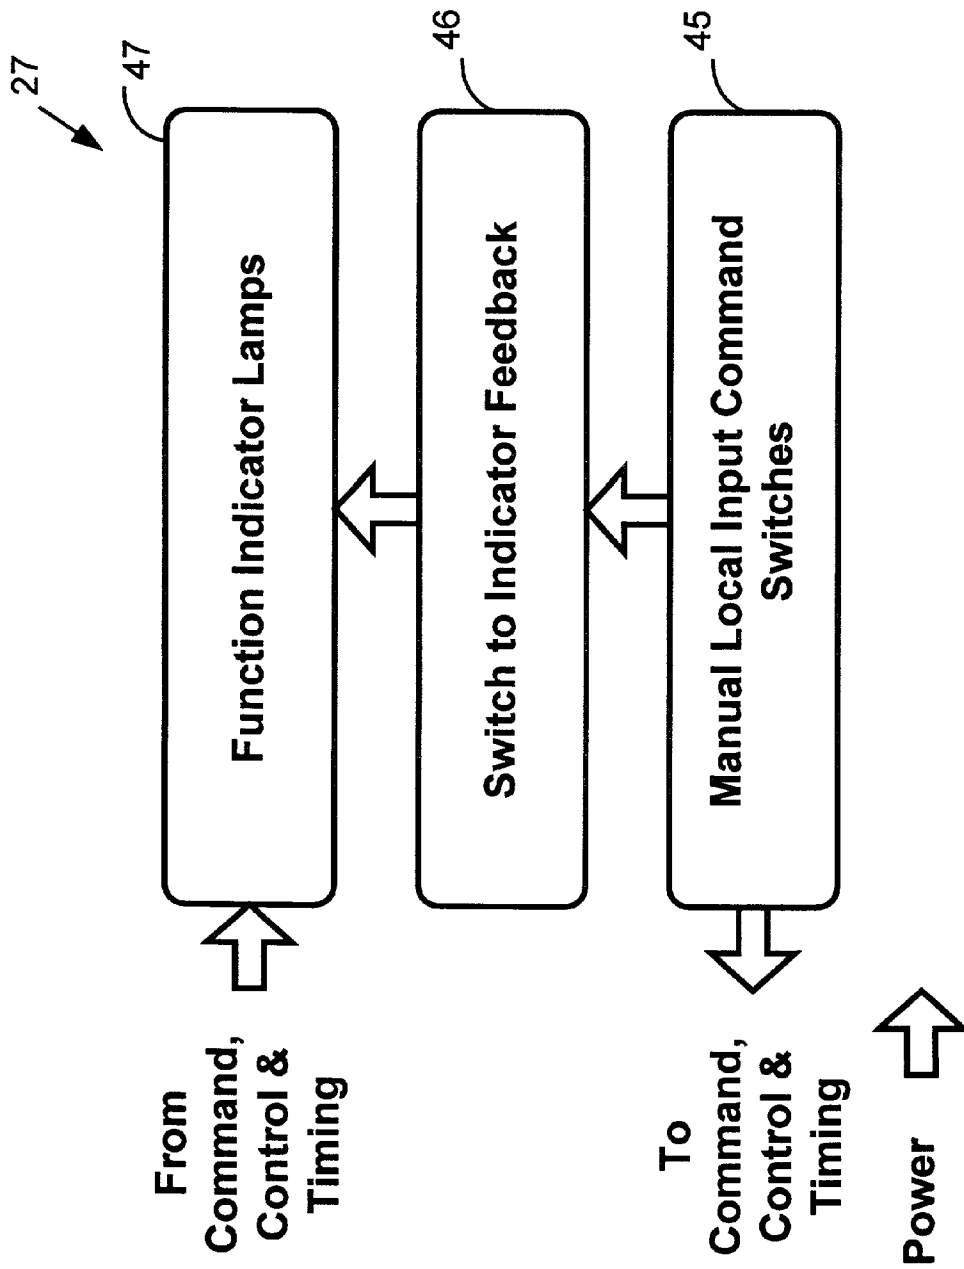 27
47
From
Command,
Control &
Timing
Function Indicator Lamps
46
Switch to Indicator Feedback
45
To
Command,
Control &
Timing
Manual Local Input Command
Switches
Power